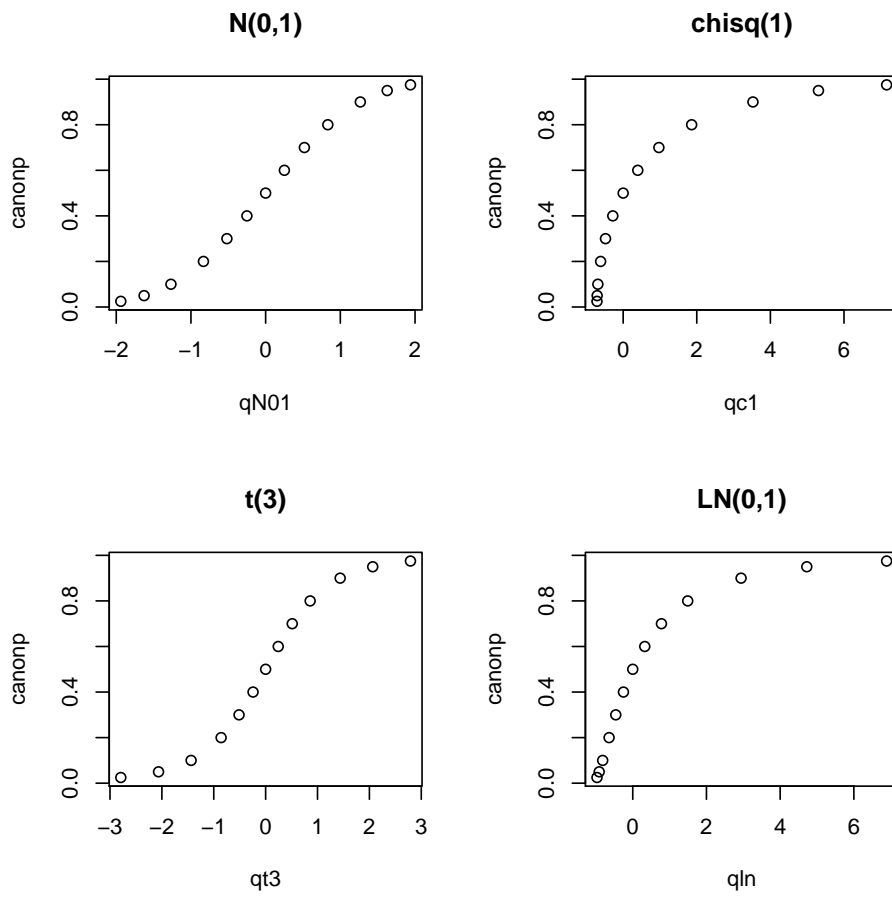 N(0,1)
canonp
0.8
0.4
0.0
−2 −1 0 1 2
qN01
chisq(1)
canonp
0.8
0.4
0.0
0 2 4 6
qc1
t(3)
canonp
0.8
0.4
0.0
−3 −2 −1 0 1 2 3
qt3
LN(0,1)
canonp
0.8
0.4
0.0
0 2 4 6
qln